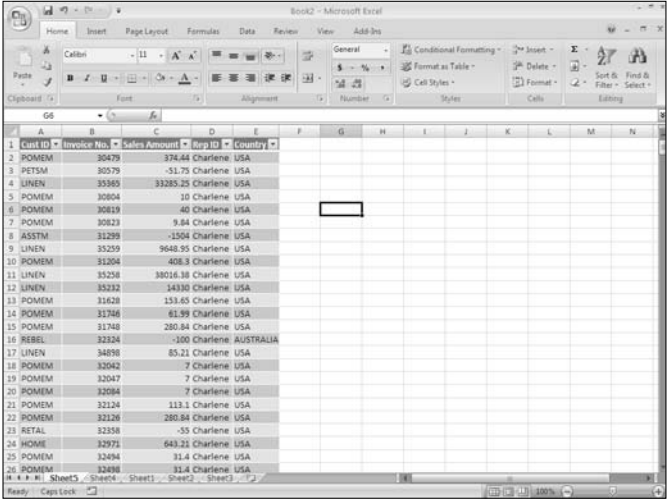 Book2 - Microsoft Excel
Home Insert Page Layout Formulas Data Review View Add-Ins
Paste
Calibri 11 A A
General
Conditional Formatting
Format as Table
Cell Styles
Insert
Delete
Format
Sort & Filter
Find & Select
B I U
$ % ,
Clipboard Font Alignment Number Styles Cells Editing
G6 fx
A B C D E F G H I J K L M N
1 Cust ID Invoice No. Sales Amount Rep ID Country
2 POMEM 30479 374.44 Charlene USA
3 PETSM 30579 -51.75 Charlene USA
4 LINEN 35365 33285.25 Charlene USA
5 POMEM 30804 10 Charlene USA
6 POMEM 30819 40 Charlene USA
7 POMEM 30823 9.84 Charlene USA
8 ASSTM 31299 -1504 Charlene USA
9 LINEN 35259 9648.95 Charlene USA
10 POMEM 31204 408.3 Charlene USA
11 LINEN 35258 38016.38 Charlene USA
12 LINEN 35232 14330 Charlene USA
13 POMEM 31628 153.65 Charlene USA
14 POMEM 31746 61.99 Charlene USA
15 POMEM 31748 280.84 Charlene USA
16 REBEL 32324 -100 Charlene AUSTRALIA
17 LINEN 34898 85.21 Charlene USA
18 POMEM 32042 7 Charlene USA
19 POMEM 32047 7 Charlene USA
20 POMEM 32084 7 Charlene USA
21 POMEM 32124 113.1 Charlene USA
22 POMEM 32126 280.84 Charlene USA
23 RETAL 32358 -55 Charlene USA
24 HOME 32971 643.21 Charlene USA
25 POMEM 32494 31.4 Charlene USA
26 POMEM 32498 31.4 Charlene USA
Sheet5 Sheet4 Sheet1 Sheet2 Sheet3
Ready Caps Lock 100%